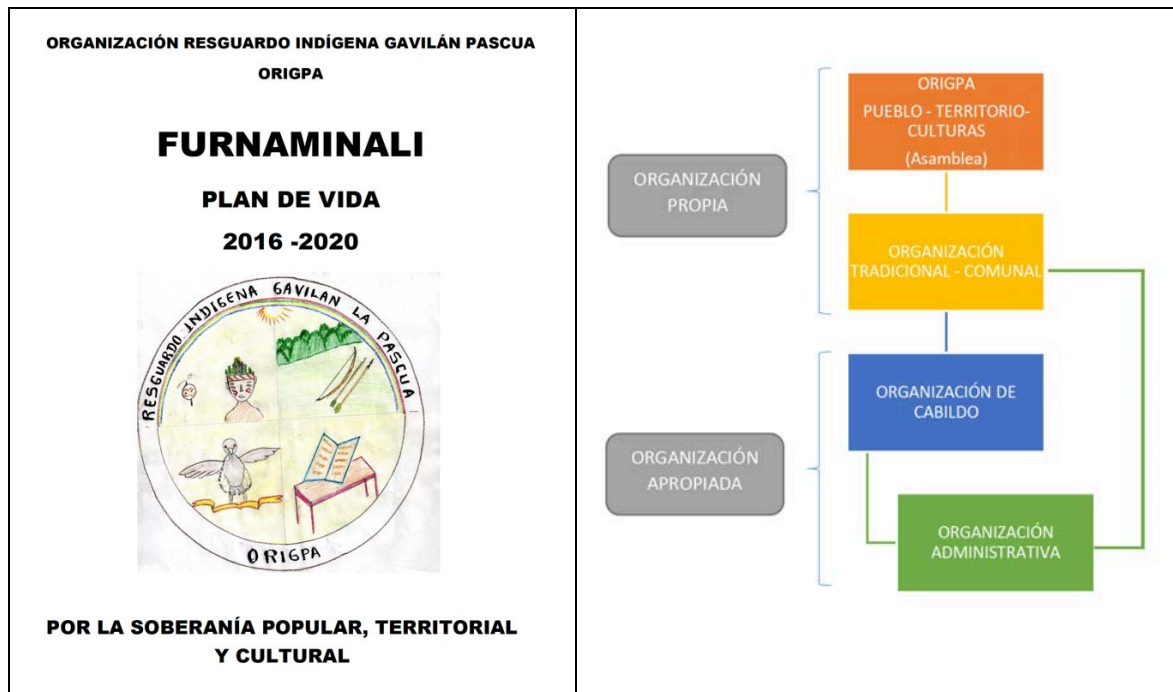 ORGANIZACIÓN RESGUARDO INDÍGENA GAVILÁN PASCUA
ORIGPA
FURNAMINALI
PLAN DE VIDA
2016 -2020
RESGUARDO INDIGENA GAVILAN LA PASCUA
ORIGPA
POR LA SOBERANÍA POPULAR, TERRITORIAL
Y CULTURAL
ORGANIZACIÓN
PROPIA
ORIGPA
PUEBLO - TERRITORIO-
CULTURAS
(Asamblea)
ORGANIZACIÓN
TRADICIONAL - COMUNAL
ORGANIZACIÓN
APROPIADA
ORGANIZACIÓN DE
CABILDO
ORGANIZACIÓN
ADMINISTRATIVA